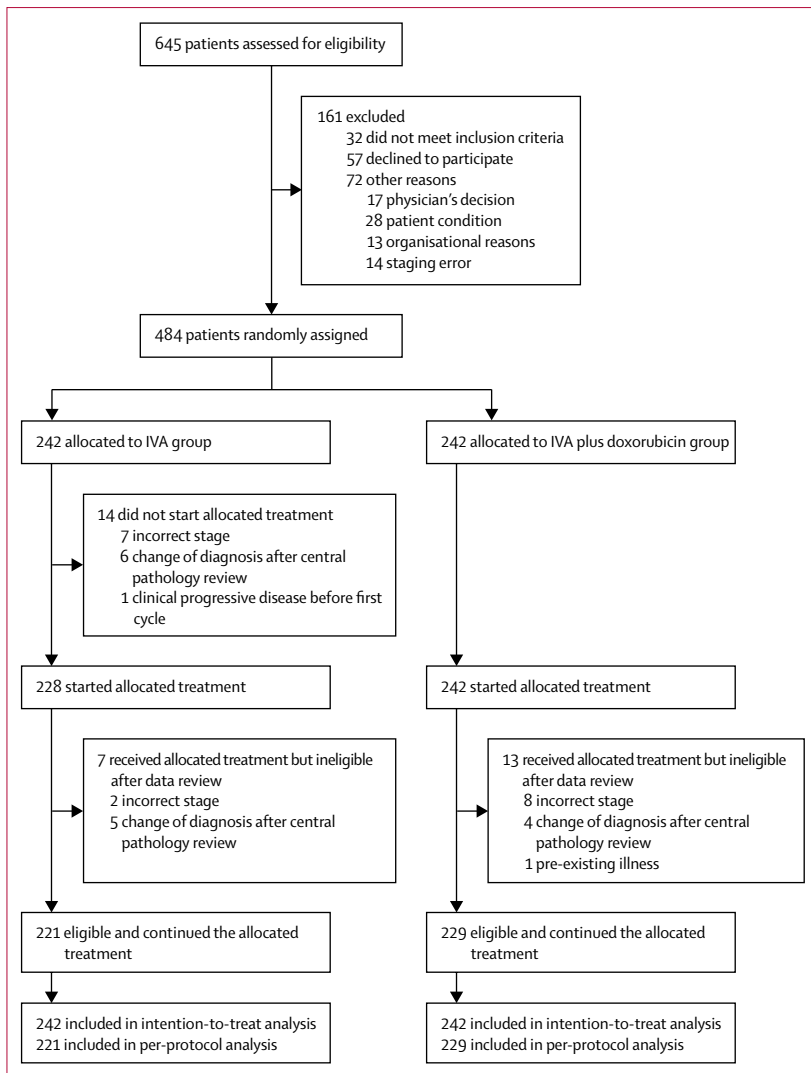 645 patients assessed for eligibility
161 excluded
32 did not meet inclusion criteria
57 declined to participate
72 other reasons
17 physician's decision
28 patient condition
13 organisational reasons
14 staging error
484 patients randomly assigned
242 allocated to IVA group
242 allocated to IVA plus doxorubicin group
14 did not start allocated treatment
7 incorrect stage
6 change of diagnosis after central
pathology review
1 clinical progressive disease before first
cycle
228 started allocated treatment
242 started allocated treatment
7 received allocated treatment but ineligible
after data review
2 incorrect stage
5 change of diagnosis after central
pathology review
13 received allocated treatment but ineligible
after data review
8 incorrect stage
4 change of diagnosis after central
pathology review
1 pre-existing illness
221 eligible and continued the allocated
treatment
229 eligible and continued the allocated
treatment
242 included in intention-to-treat analysis
221 included in per-protocol analysis
242 included in intention-to-treat analysis
229 included in per-protocol analysis